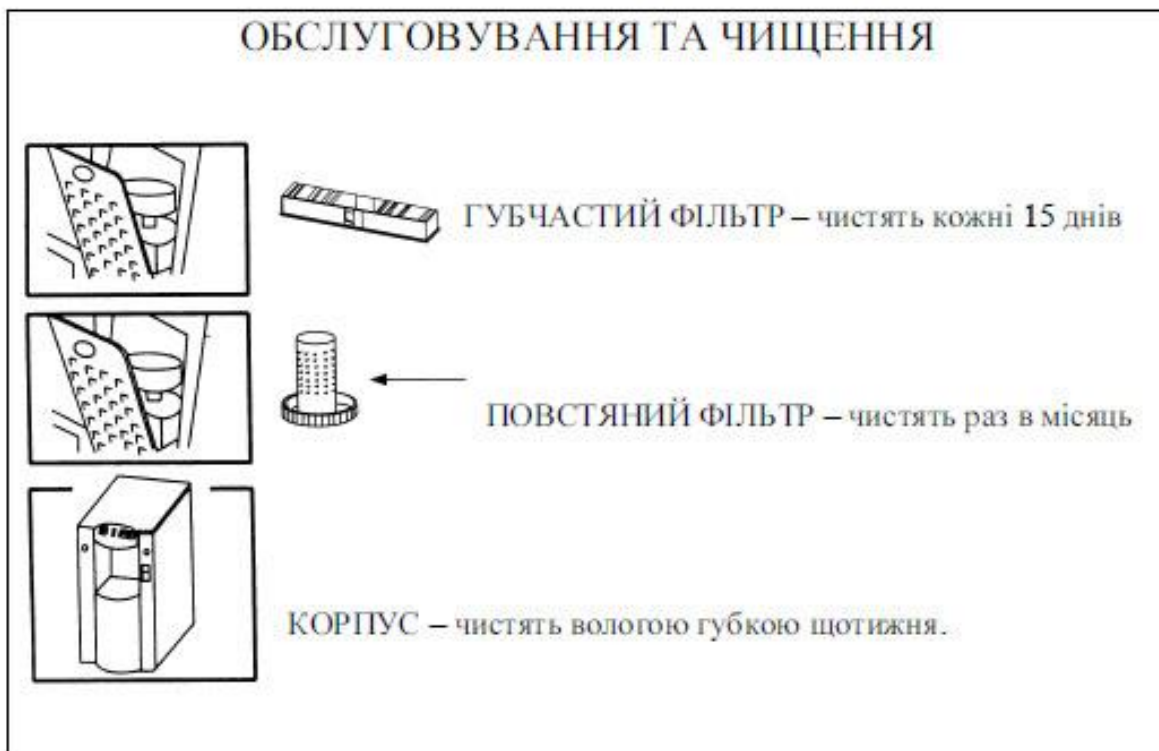 ОБСЛУГОВУВАННЯ ТА ЧИЩЕННЯ
ГУБЧАСТИЙ ФІЛЬТР – чистять кожні 15 днів
ПОВСТЯНИЙ ФІЛЬТР – чистять раз в місяць
КОРПУС – чистять вологою губкою щотижня.